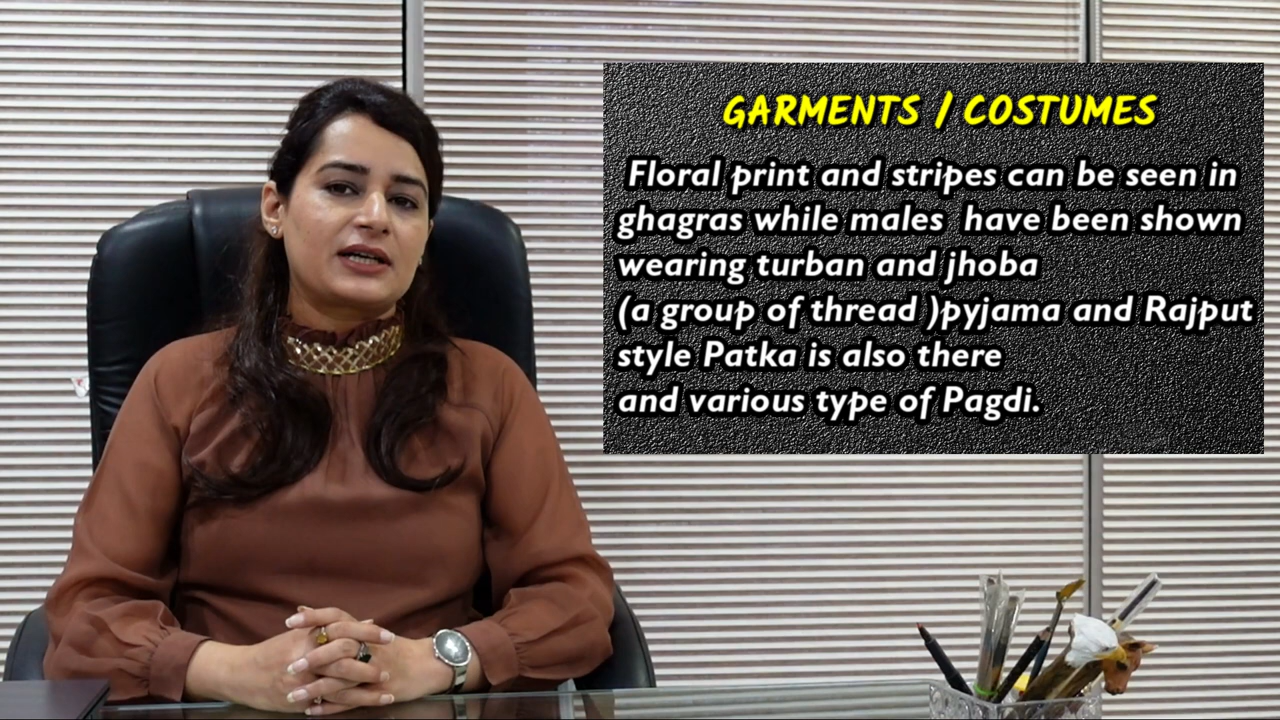 GARMENTS / COSTUMES
Floral print and stripes can be seen in
ghagras while males have been shown
wearing turban and jhoba
(a group of thread )pyjama and Rajput
style Patka is also there
and various type of Pagdi.